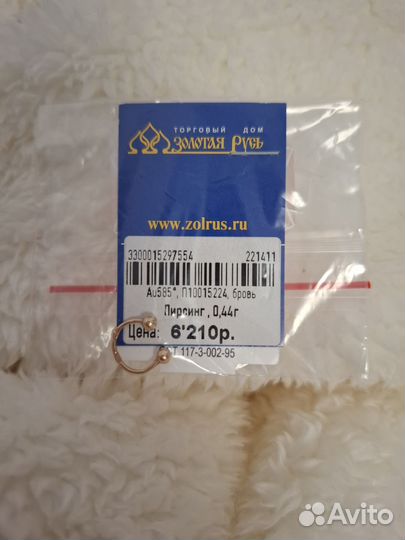 ТОРГОВЫЙ ДОМ
ЗОЛОТАЯ РУСЬ
www.zolrus.ru
3300015297554 221411
Au585*, П10015224, бровь
Пирсинг , 0,44г
Цена: 6'210р.
Т 117-3-002-95
Avito